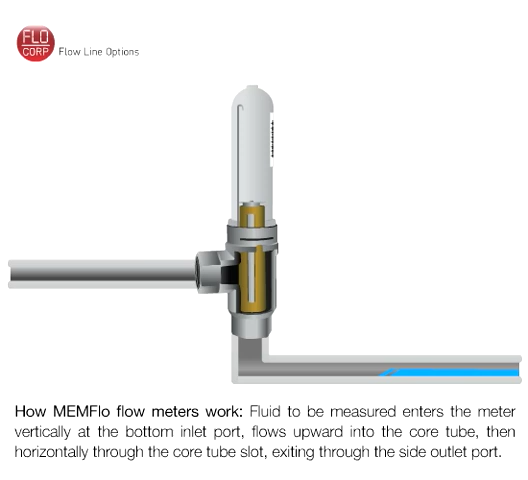 FLO
CORP
Flow Line Options
How MEMFlo flow meters work: Fluid to be measured enters the meter
vertically at the bottom inlet port, flows upward into the core tube, then
horizontally through the core tube slot, exiting through the side outlet port.